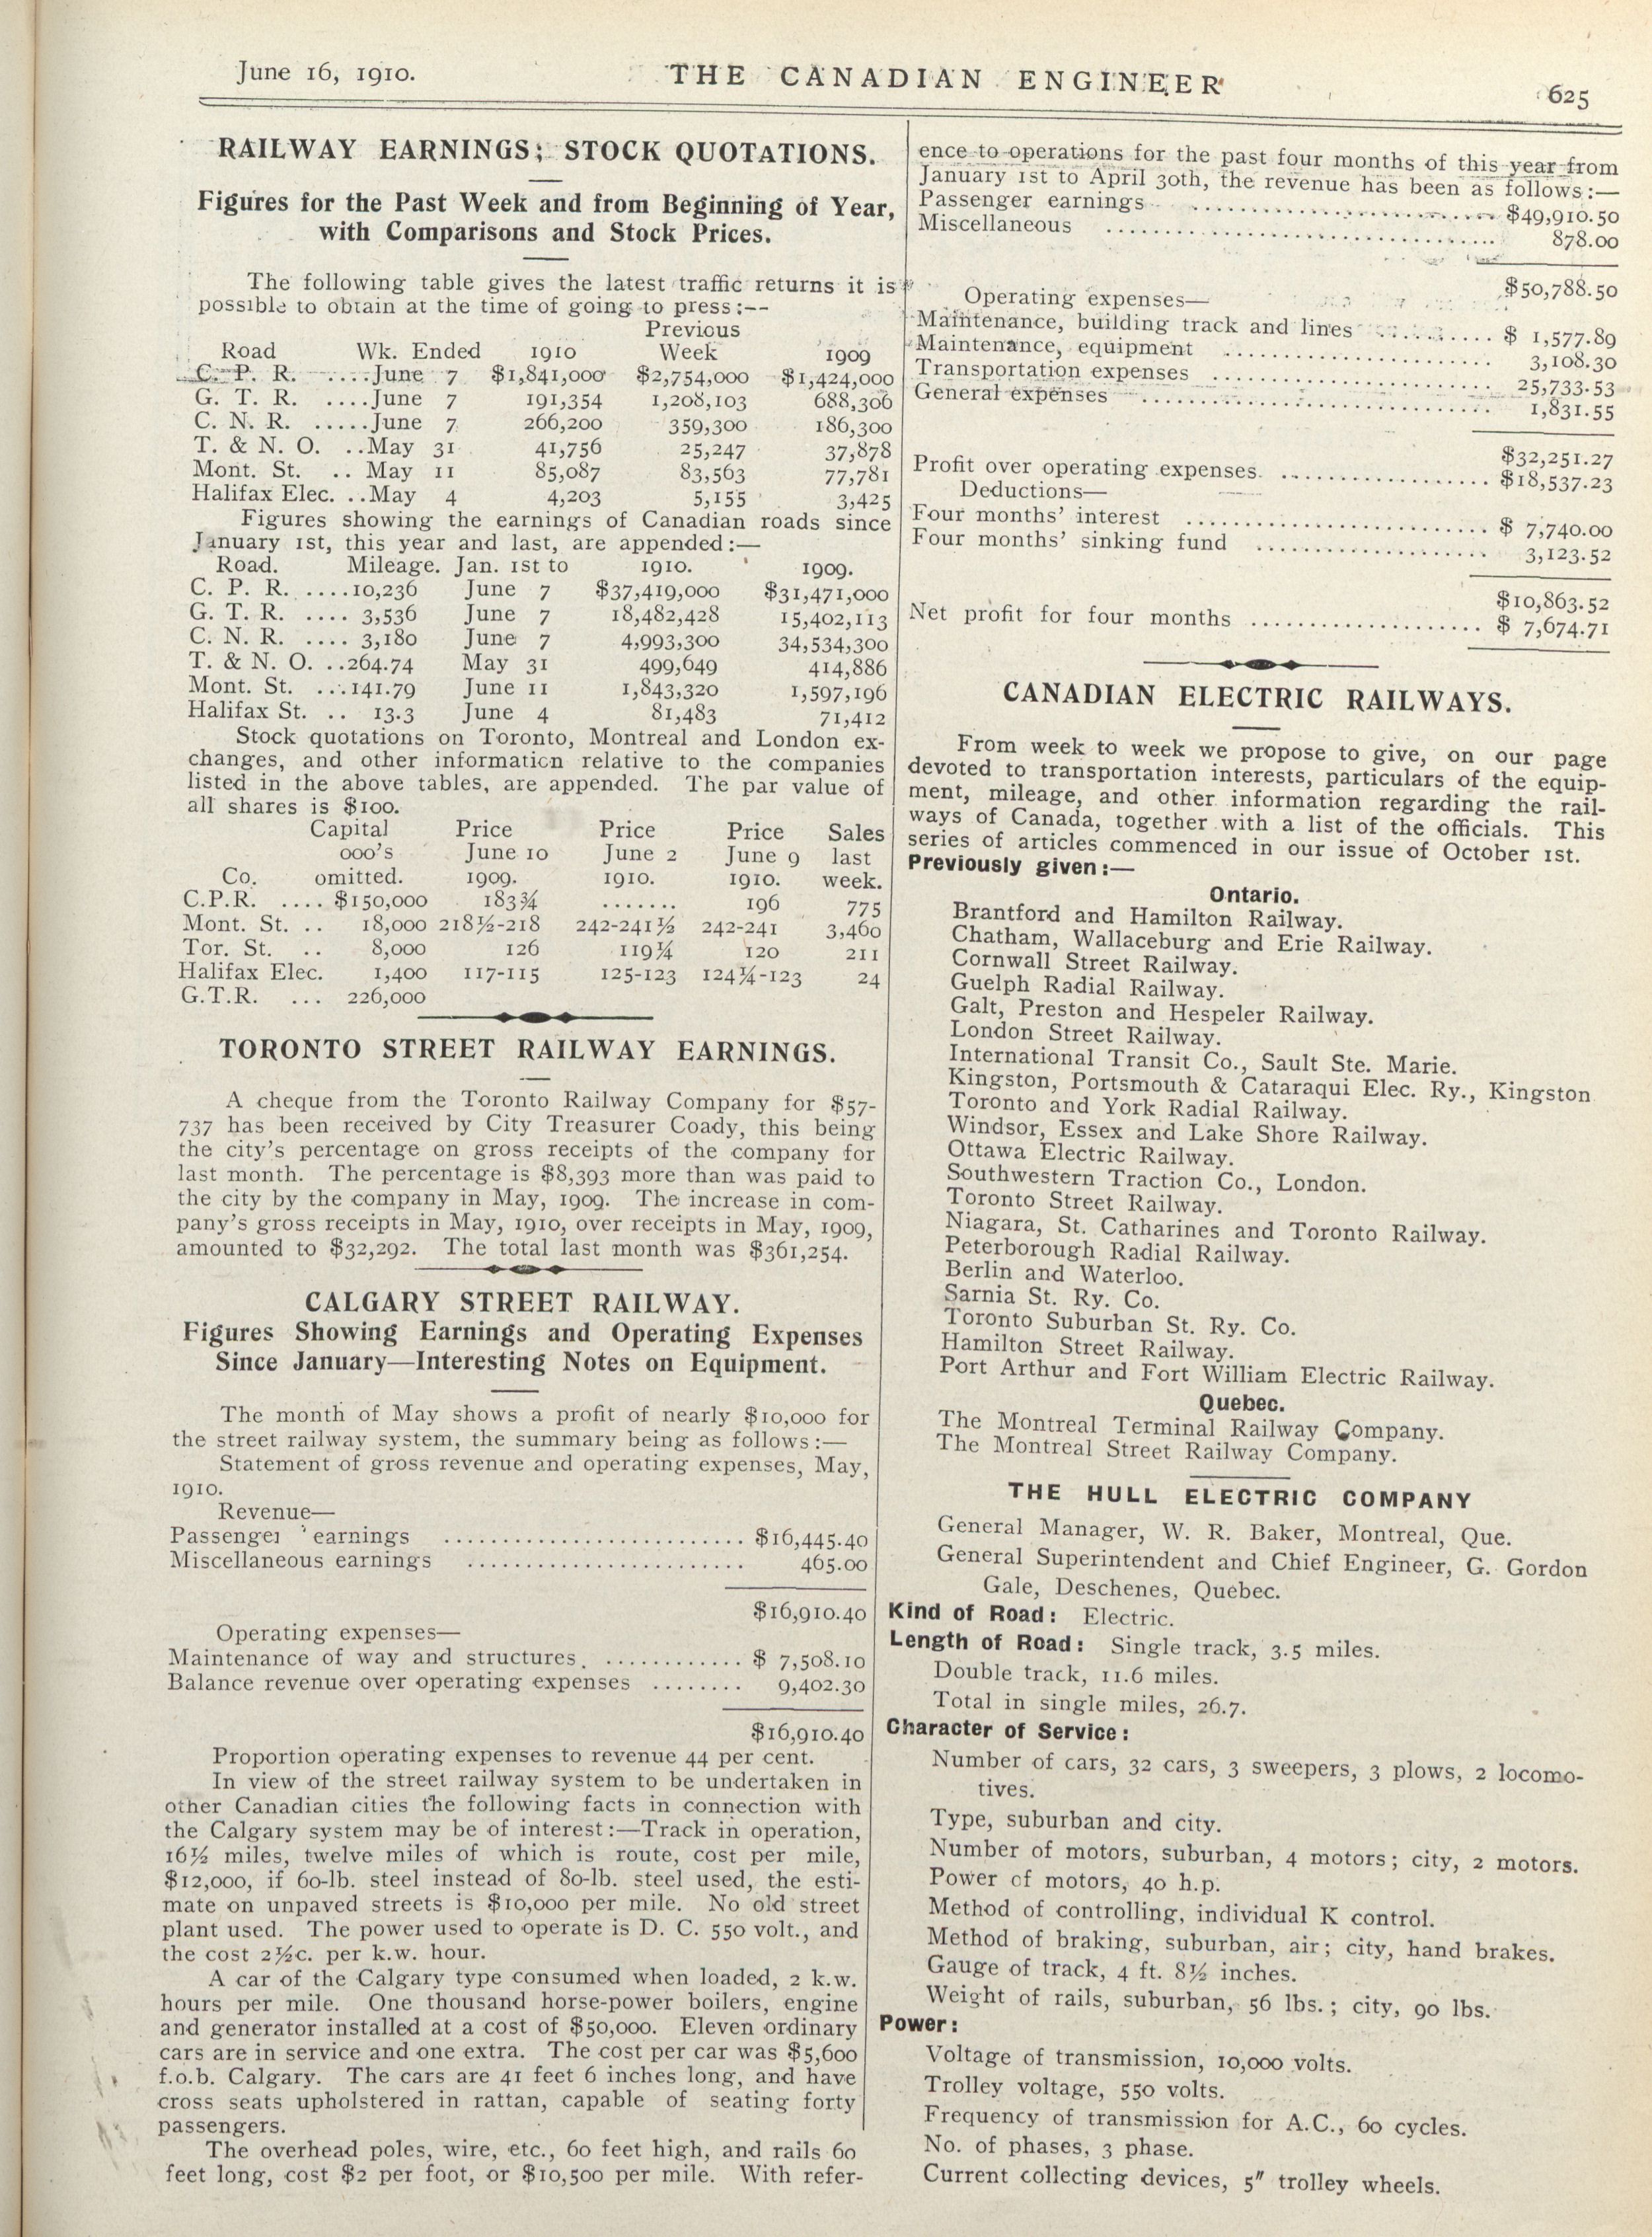 June 16, 1910.
THE CANADIAN ENGINEER
625
RAILWAY EARNINGS; STOCK QUOTATIONS.
Figures for the Past Week and from Beginning of Year,
with Comparisons and Stock Prices.
The following table gives the latest traffic returns it is
possible to obtain at the time of going to press:--
Previous
Road Wk. Ended 1910 Week 1909
C. P. R. ....June 7 $1,841,000 $2,754,000 $1,424,000
G. T. R. ....June 7 191,354 1,208,103 688,306
C. N. R. .....June 7 266,200 359,300 186,300
T. & N. O. ..May 31 41,756 25,247 37,878
Mont. St. .. May 11 85,087 83,563 77,781
Halifax Elec. ..May 4 4,203 5,155 3,425
Figures showing the earnings of Canadian roads since
January 1st, this year and last, are appended:—
Road. Mileage. Jan. 1st to 1910. 1909.
C. P. R. ....10,236 June 7 $37,419,000 $31,471,000
G. T. R. .... 3,536 June 7 18,482,428 15,402,113
C. N. R. .... 3,180 June 7 4,993,300 34,534,300
T. & N. O. ..264.74 May 31 499,649 414,886
Mont. St. ...141.79 June 11 1,843,320 1,597,196
Halifax St. .. 13.3 June 4 81,483 71,412
Stock quotations on Toronto, Montreal and London ex-
changes, and other information relative to the companies
listed in the above tables, are appended. The par value of
all shares is $100.
Capital Price Price Price Sales
000's June 10 June 2 June 9 last
Co. omitted. 1909. 1910. 1910. week.
C.P.R. .... $150,000 183¾ ....... 196 775
Mont. St. .. 18,000 218½-218 242-241½ 242-241 3,460
Tor. St. .. 8,000 126 119¼ 120 211
Halifax Elec. 1,400 117-115 125-123 124¼-123 24
G.T.R. ... 226,000
TORONTO STREET RAILWAY EARNINGS.
A cheque from the Toronto Railway Company for $57-
737 has been received by City Treasurer Coady, this being
the city's percentage on gross receipts of the company for
last month. The percentage is $8,393 more than was paid to
the city by the company in May, 1909. The increase in com-
pany's gross receipts in May, 1910, over receipts in May, 1909,
amounted to $32,292. The total last month was $361,254.
CALGARY STREET RAILWAY.
Figures Showing Earnings and Operating Expenses
Since January—Interesting Notes on Equipment.
The month of May shows a profit of nearly $10,000 for
the street railway system, the summary being as follows:—
Statement of gross revenue and operating expenses, May,
1910.
Revenue—
Passenger earnings .......................... $16,445.40
Miscellaneous earnings ........................ 465.00
$16,910.40
Operating expenses—
Maintenance of way and structures. ............ $ 7,508.10
Balance revenue over operating expenses ........ 9,402.30
$16,910.40
Proportion operating expenses to revenue 44 per cent.
In view of the street railway system to be undertaken in
other Canadian cities the following facts in connection with
the Calgary system may be of interest:—Track in operation,
16½ miles, twelve miles of which is route, cost per mile,
$12,000, if 60-lb. steel instead of 80-lb. steel used, the esti-
mate on unpaved streets is $10,000 per mile. No old street
plant used. The power used to operate is D. C. 550 volt., and
the cost 2½c. per k.w. hour.
A car of the Calgary type consumed when loaded, 2 k.w.
hours per mile. One thousand horse-power boilers, engine
and generator installed at a cost of $50,000. Eleven ordinary
cars are in service and one extra. The cost per car was $5,600
f.o.b. Calgary. The cars are 41 feet 6 inches long, and have
cross seats upholstered in rattan, capable of seating forty
passengers.
The overhead poles, wire, etc., 60 feet high, and rails 60
feet long, cost $2 per foot, or $10,500 per mile. With refer-
ence to operations for the past four months of this year from
January 1st to April 30th, the revenue has been as follows:—
Passenger earnings .............................. $49,910.50
Miscellaneous ................................... 878.00
$50,788.50
Operating expenses—
Maintenance, building track and lines ........... $ 1,577.89
Maintenance, equipment .......................... 3,108.30
Transportation expenses ......................... 25,733.53
General expenses ................................ 1,831.55
$32,251.27
Profit over operating expenses. ................. $18,537.23
Deductions—
Four months' interest ........................... $ 7,740.00
Four months' sinking fund ..................... 3,123.52
$10,863.52
Net profit for four months .................... $ 7,674.71
CANADIAN ELECTRIC RAILWAYS.
From week to week we propose to give, on our page
devoted to transportation interests, particulars of the equip-
ment, mileage, and other information regarding the rail-
ways of Canada, together with a list of the officials. This
series of articles commenced in our issue of October 1st.
Previously given:—
Ontario.
Brantford and Hamilton Railway.
Chatham, Wallaceburg and Erie Railway.
Cornwall Street Railway.
Guelph Radial Railway.
Galt, Preston and Hespeler Railway.
London Street Railway.
International Transit Co., Sault Ste. Marie.
Kingston, Portsmouth & Cataraqui Elec. Ry., Kingston
Toronto and York Radial Railway.
Windsor, Essex and Lake Shore Railway.
Ottawa Electric Railway.
Southwestern Traction Co., London.
Toronto Street Railway.
Niagara, St. Catharines and Toronto Railway.
Peterborough Radial Railway.
Berlin and Waterloo.
Sarnia St. Ry. Co.
Toronto Suburban St. Ry. Co.
Hamilton Street Railway.
Port Arthur and Fort William Electric Railway.
Quebec.
The Montreal Terminal Railway Company.
The Montreal Street Railway Company.
THE HULL ELECTRIC COMPANY
General Manager, W. R. Baker, Montreal, Que.
General Superintendent and Chief Engineer, G. Gordon
Gale, Deschenes, Quebec.
Kind of Road: Electric.
Length of Road: Single track, 3.5 miles.
Double track, 11.6 miles.
Total in single miles, 26.7.
Character of Service:
Number of cars, 32 cars, 3 sweepers, 3 plows, 2 locomo-
tives.
Type, suburban and city.
Number of motors, suburban, 4 motors; city, 2 motors.
Power of motors, 40 h.p.
Method of controlling, individual K control.
Method of braking, suburban, air; city, hand brakes.
Gauge of track, 4 ft. 8½ inches.
Weight of rails, suburban, 56 lbs.; city, 90 lbs.
Power:
Voltage of transmission, 10,000 volts.
Trolley voltage, 550 volts.
Frequency of transmission for A.C., 60 cycles.
No. of phases, 3 phase.
Current collecting devices, 5" trolley wheels.